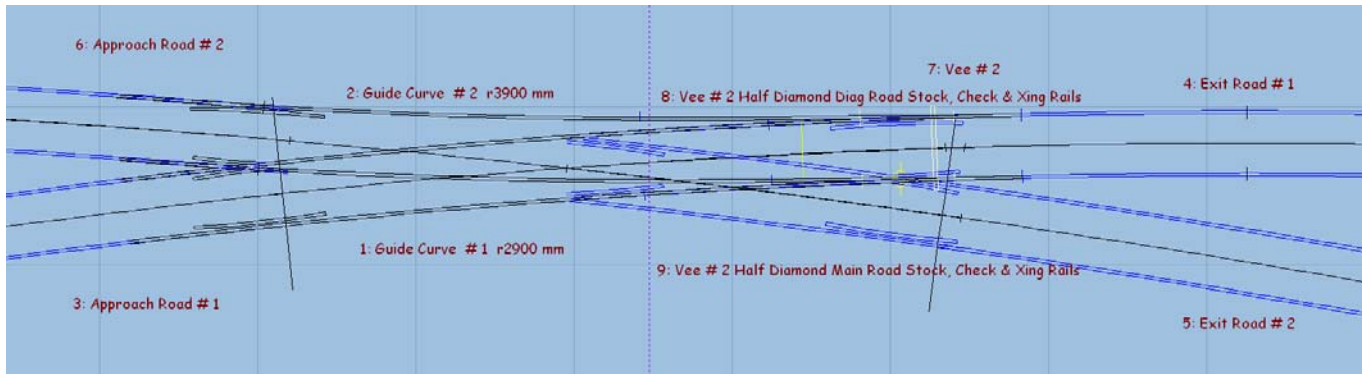 6: Approach Road # 2
7: Vee # 2
2: Guide Curve # 2 r3900 mm
8: Vee # 2 Half Diamond Diag Road Stock, Check & Xing Rails
4: Exit Road # 1
1: Guide Curve # 1 r2900 mm
9: Vee # 2 Half Diamond Main Road Stock, Check & Xing Rails
3: Approach Road # 1
5: Exit Road # 2